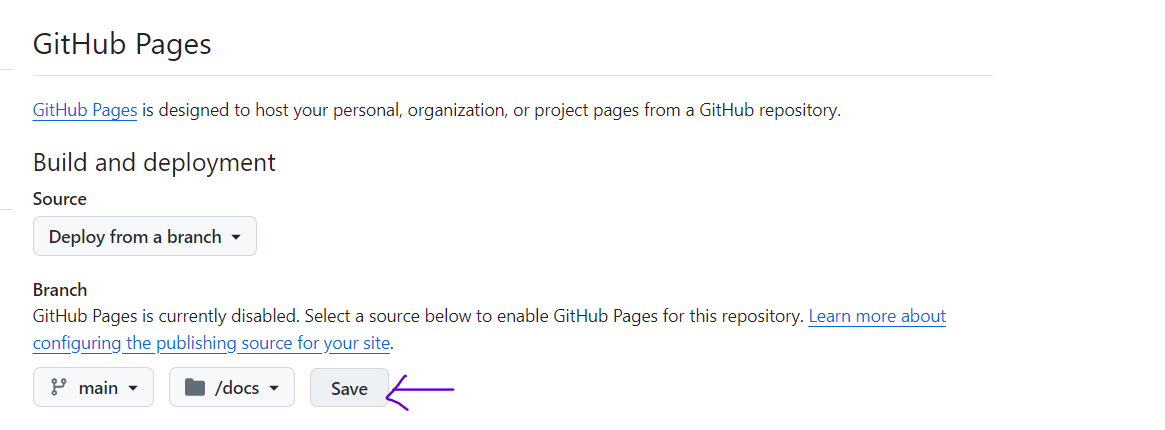 GitHub Pages
GitHub Pages is designed to host your personal, organization, or project pages from a GitHub repository.
Build and deployment
Source
Deploy from a branch
Branch
GitHub Pages is currently disabled. Select a source below to enable GitHub Pages for this repository. Learn more about
configuring the publishing source for your site.
main /docs Save